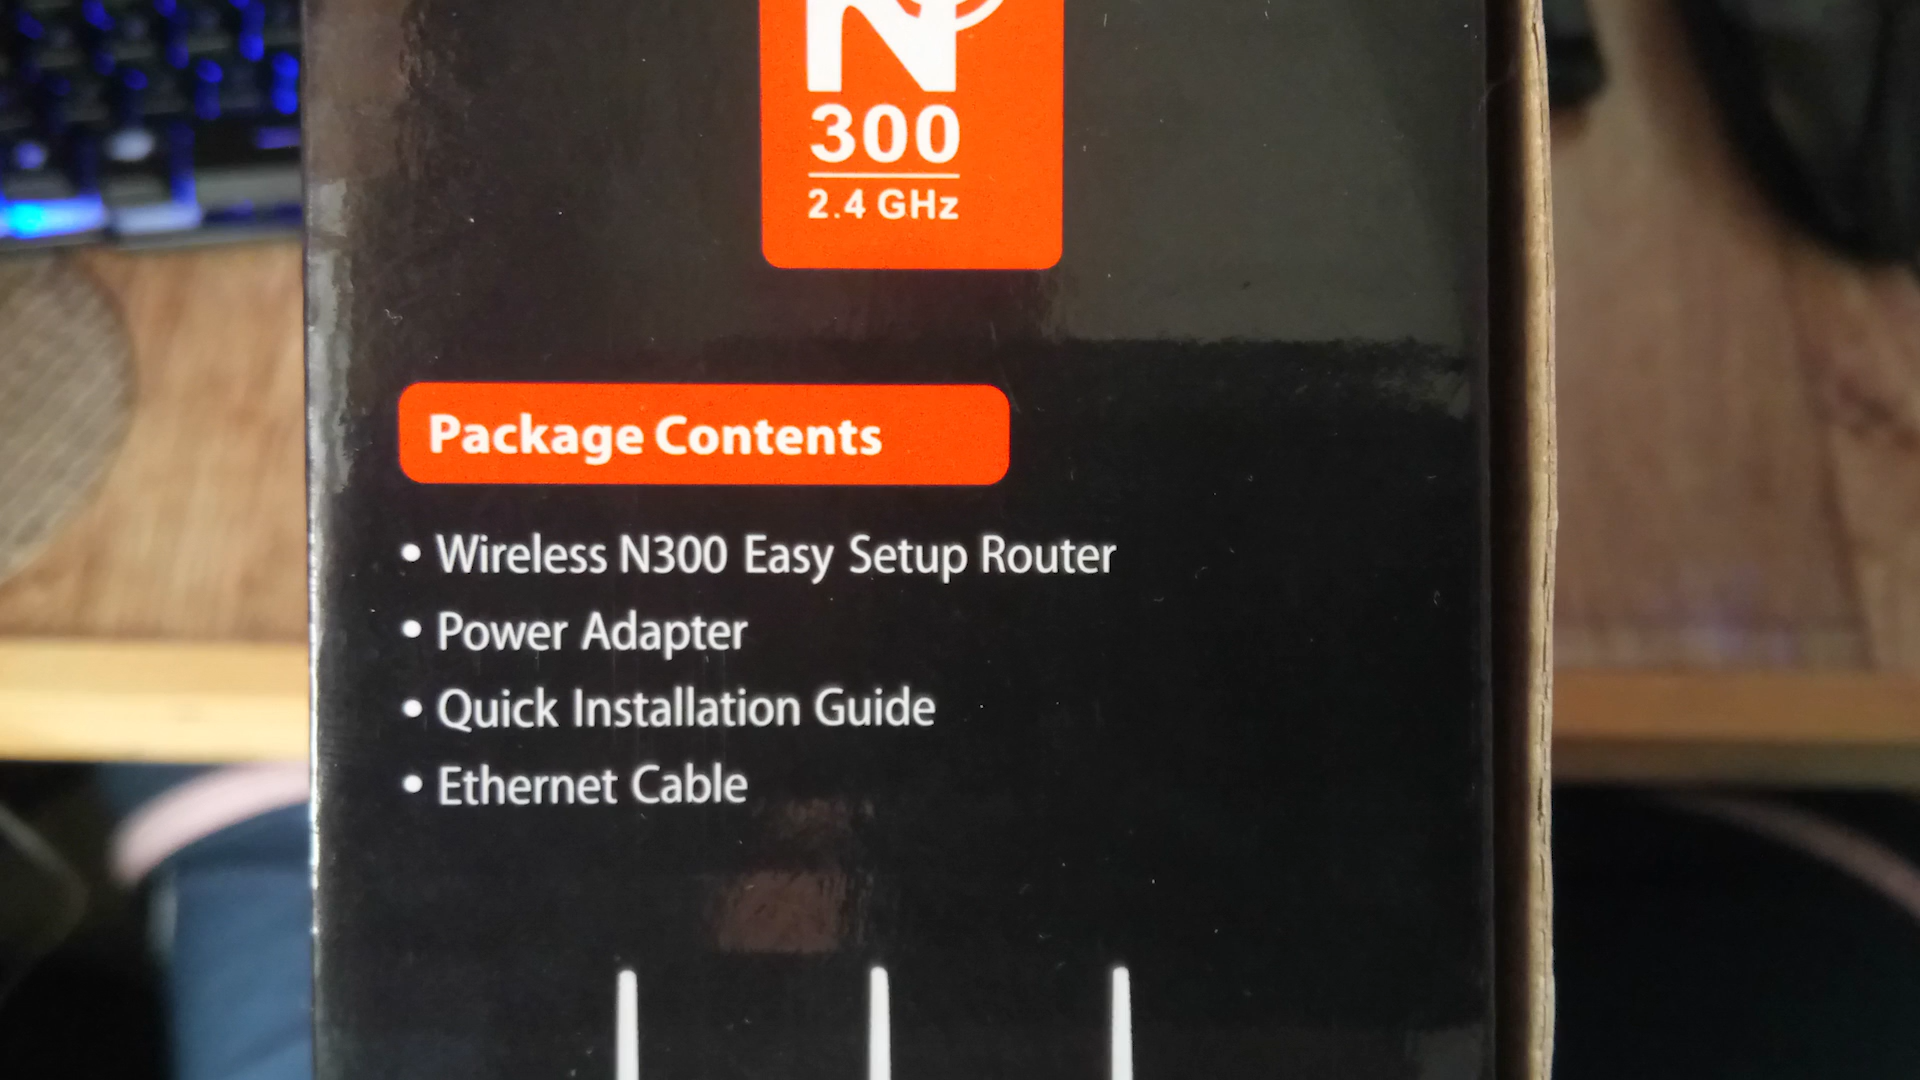 N
300
2.4 GHz
Package Contents
• Wireless N300 Easy Setup Router
• Power Adapter
• Quick Installation Guide
• Ethernet Cable